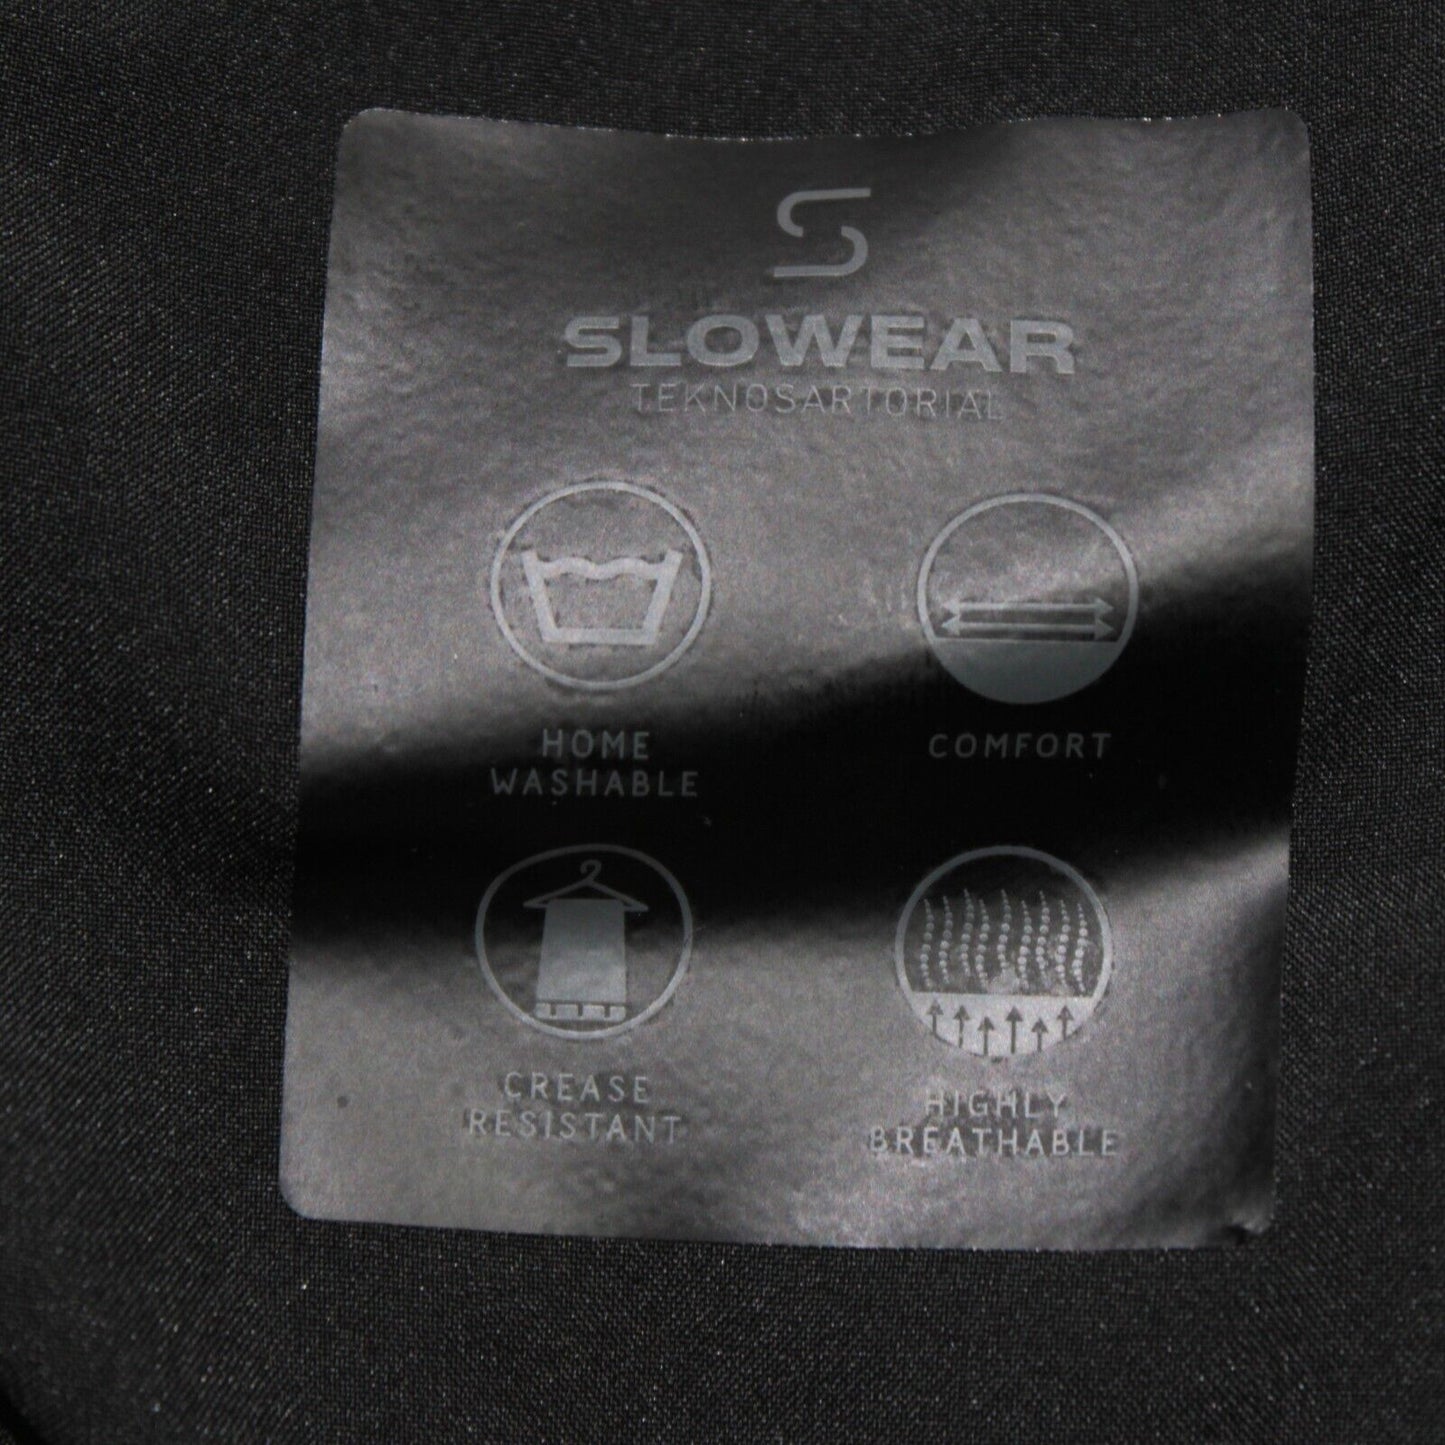 S
SLOWEAR
TEKNOSARTORIAL
HOME
WASHABLE
COMFORT
CREASE
RESISTANT
HIGHLY
BREATHABLE